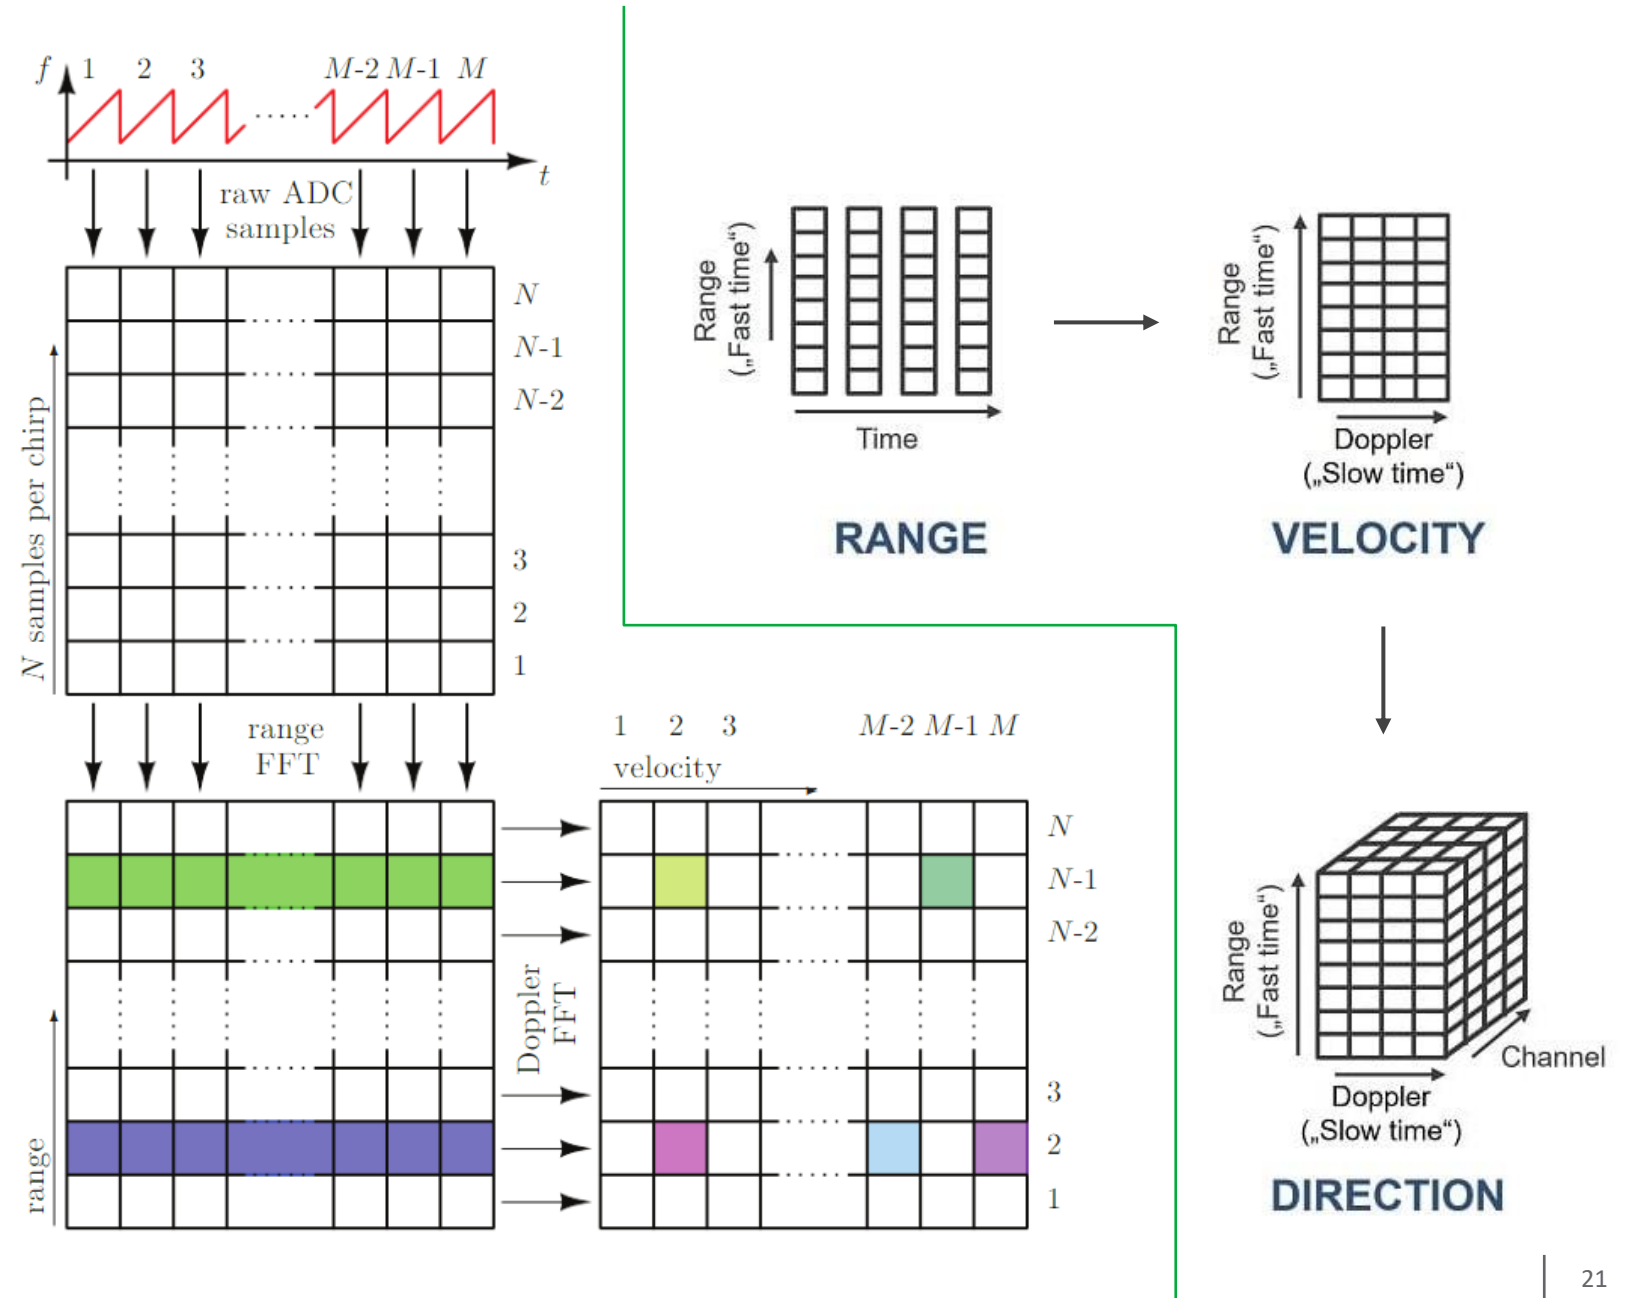 f
1 2 3 M-2 M-1 M
t
raw ADC
samples
N
N-1
N-2
3
2
1
N samples per chirp
range
FFT
range
Doppler
FFT
1 2 3 M-2 M-1 M
velocity
N
N-1
N-2
3
2
1
Range
(„Fast time“)
Time
RANGE
Range
(„Fast time“)
Doppler
(„Slow time“)
VELOCITY
Range
(„Fast time“)
Channel
Doppler
(„Slow time“)
DIRECTION
21